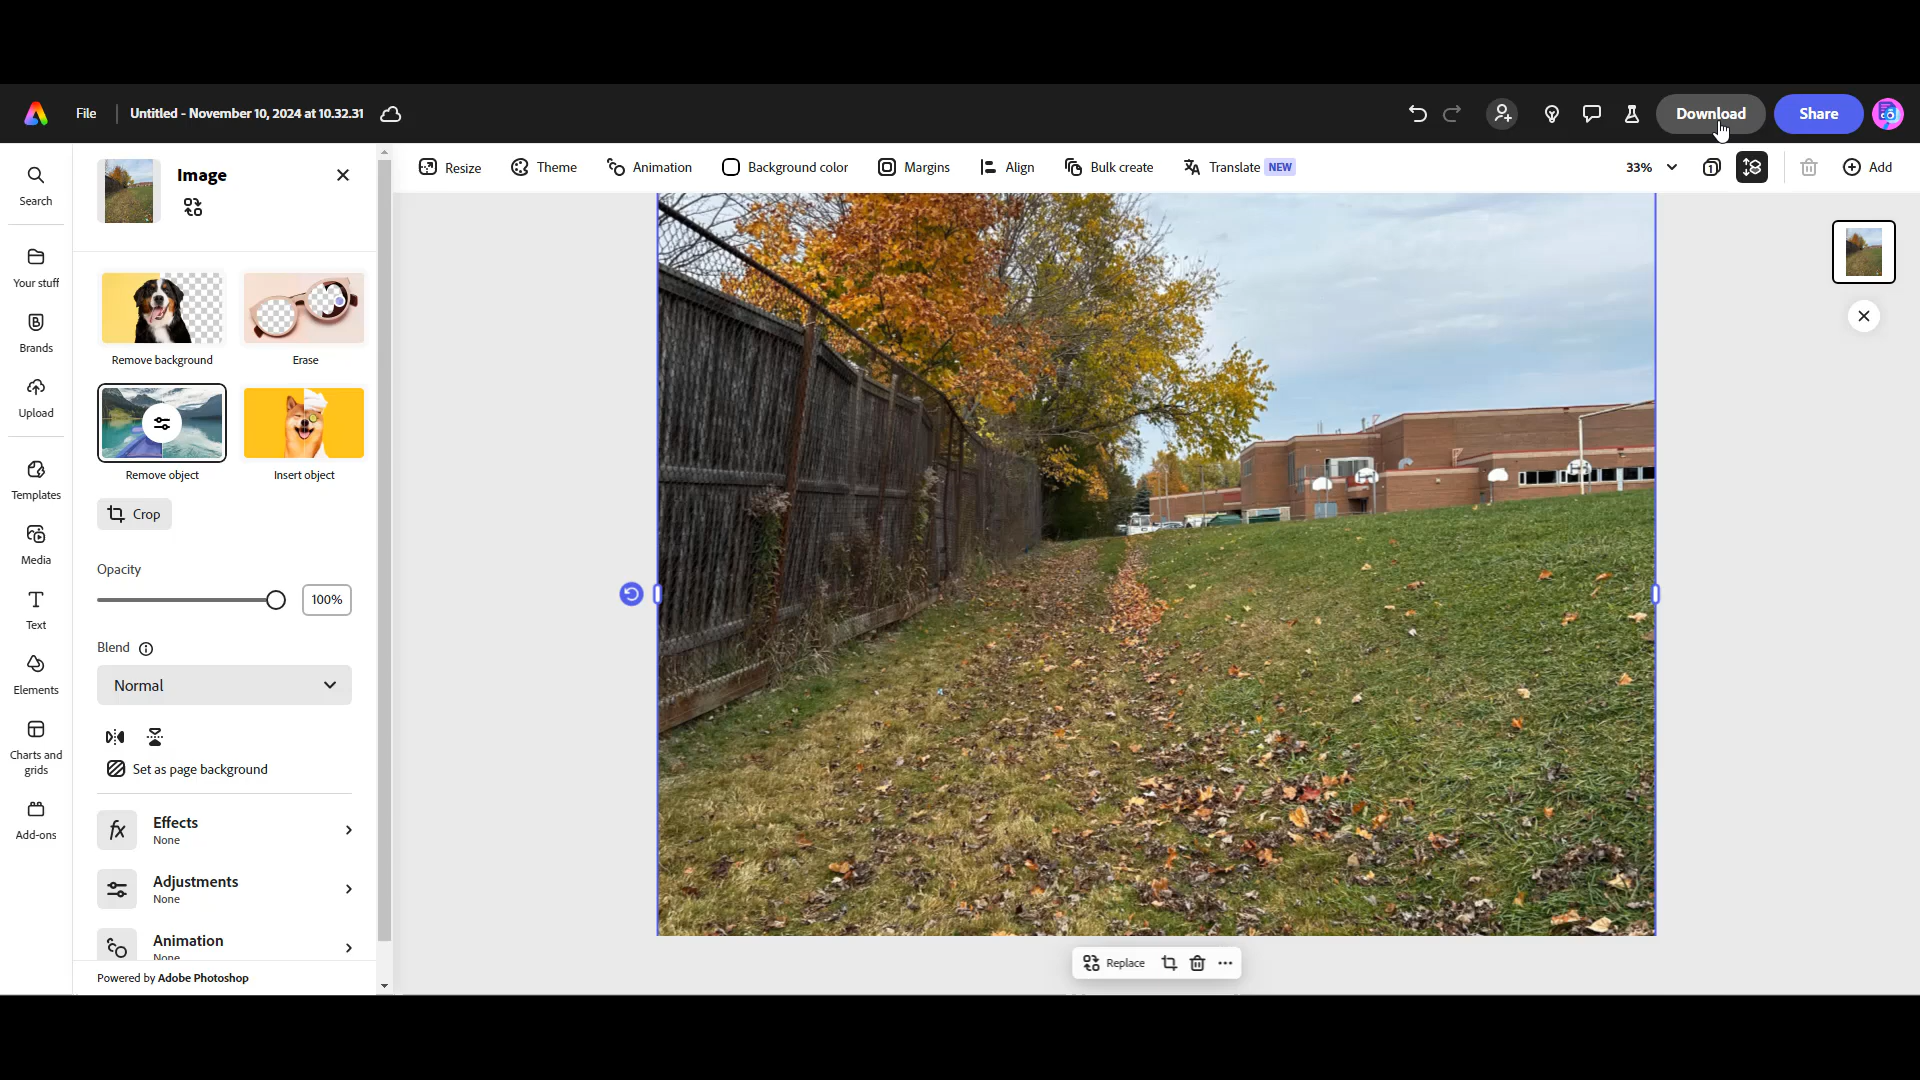 File
Untitled - November 10, 2024 at 10.32.31
Download
Share
Search
Your stuff
Brands
Upload
Templates
Media
Text
Elements
Charts and
grids
Add-ons
Image
Remove background
Erase
Remove object
Insert object
Crop
Opacity
100%
Blend
Normal
Set as page background
Effects
None
Adjustments
None
Animation
None
Powered by Adobe Photoshop
Resize
Theme
Animation
Background color
Margins
Align
Bulk create
Translate NEW
33%
1
Add
Replace